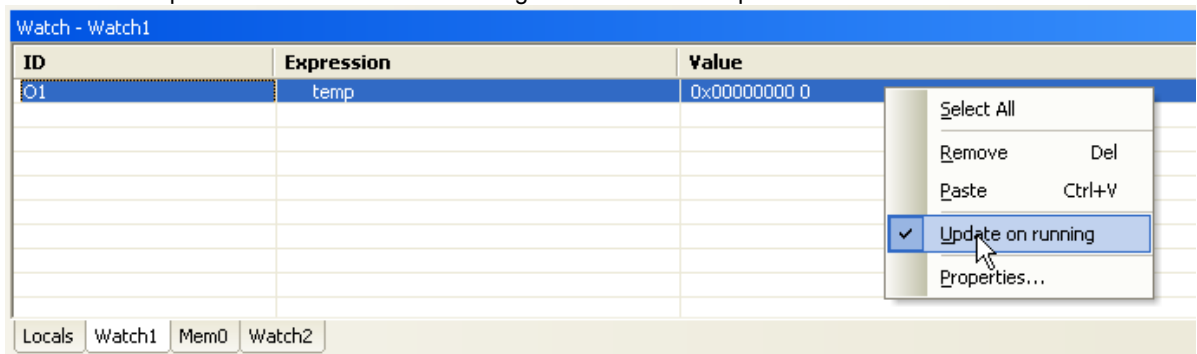 Watch - Watch1
ID Expression Value
01 temp 0x00000000 0
Select All
Remove Del
Paste Ctrl+V
Update on running
Properties...
Locals Watch1 Mem0 Watch2